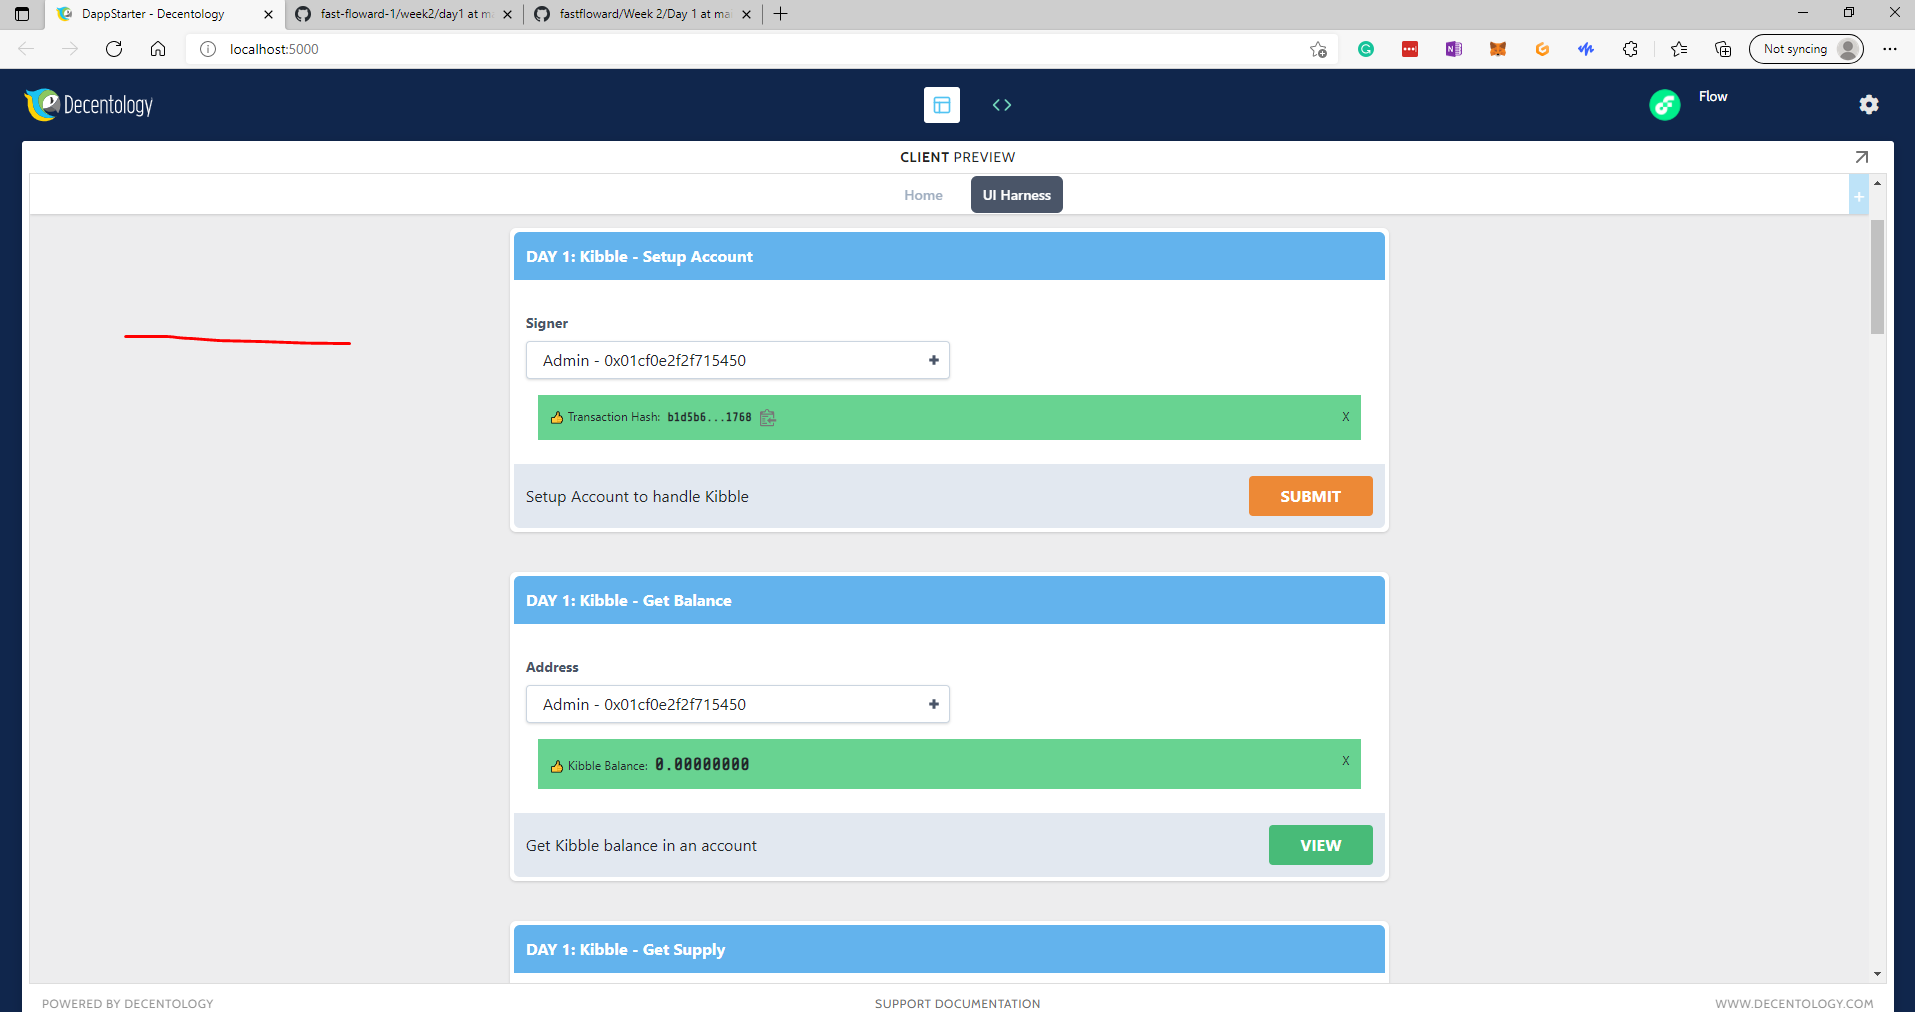 DappStarter - Decentology
fast-floward-1/week2/day1 at ma
fastfloward/Week 2/Day 1 at mai
localhost:5000
Not syncing
Decentology
Flow
CLIENT PREVIEW
Home
UI Harness
DAY 1: Kibble - Setup Account
Signer
Admin - 0x01cf0e2f2f715450
Transaction Hash: b1d5b6...1768
X
Setup Account to handle Kibble
SUBMIT
DAY 1: Kibble - Get Balance
Address
Admin - 0x01cf0e2f2f715450
Kibble Balance: 0.00000000
X
Get Kibble balance in an account
VIEW
DAY 1: Kibble - Get Supply
POWERED BY DECENTOLOGY
SUPPORT DOCUMENTATION
WWW.DECENTOLOGY.COM